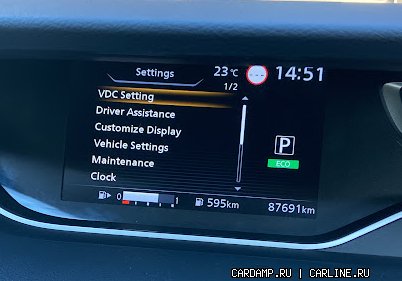 Settings
23 °C
14:51
1/2
VDC Setting
Driver Assistance
Customize Display
Vehicle Settings
Maintenance
Clock
P
ECO
0
1
595km
87691km
CARDAMP.RU | CARLINE.RU